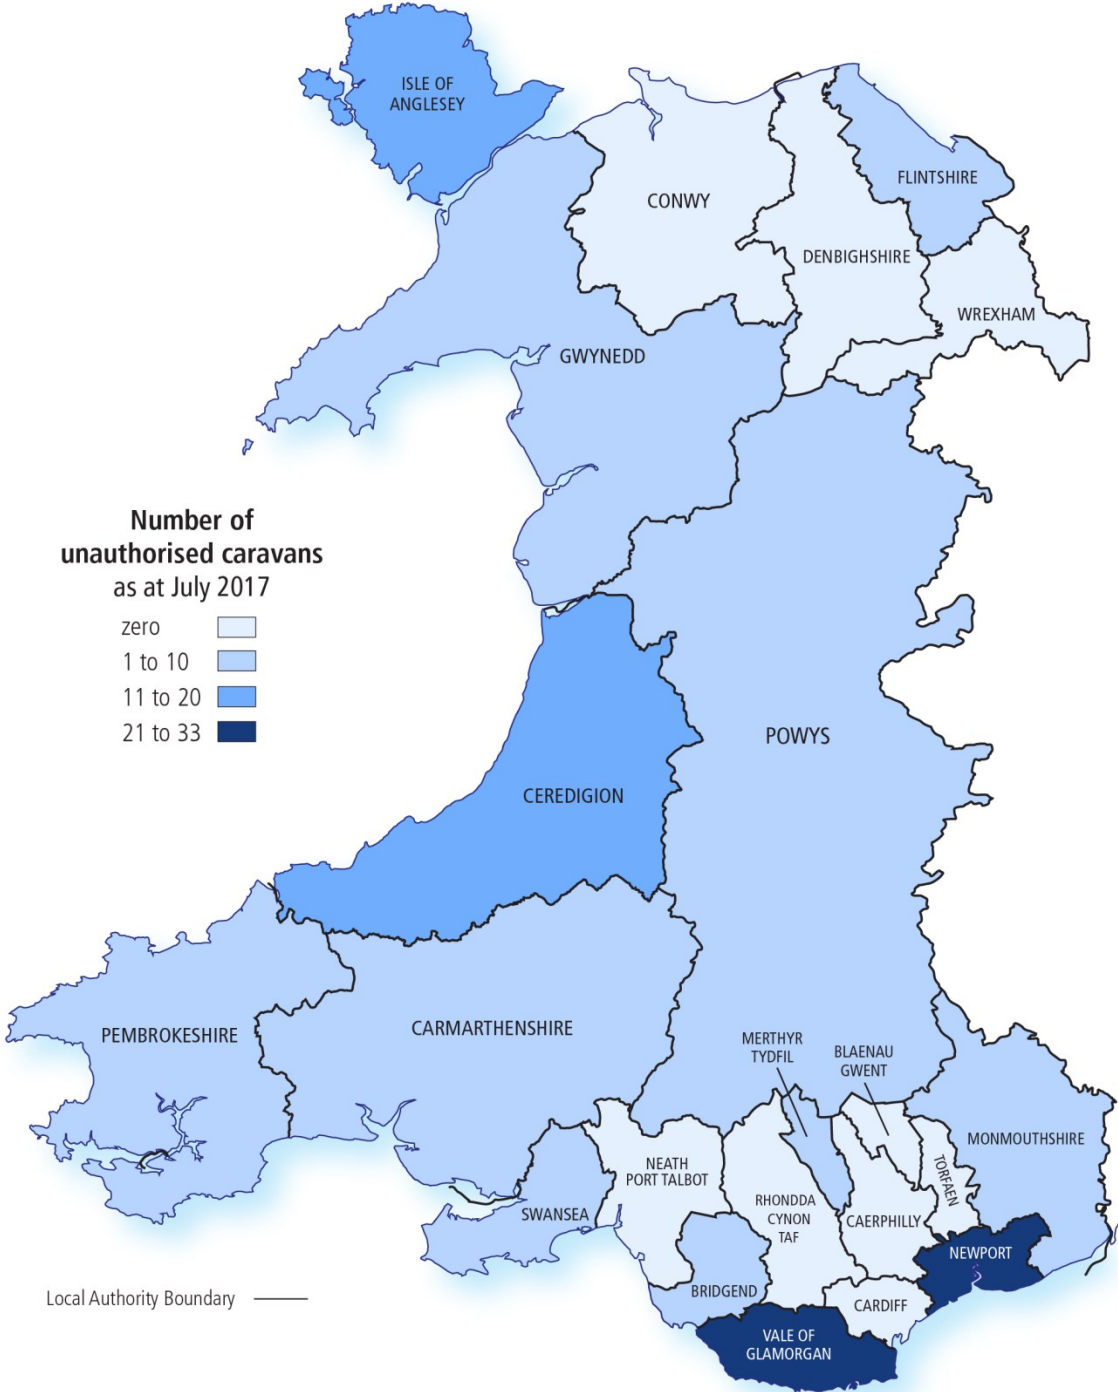 ISLE OF
ANGLESEY
FLINTSHIRE
CONWY
DENBIGHSHIRE
WREXHAM
GWYNEDD
Number of
unauthorised caravans
as at July 2017
zero
1 to 10
11 to 20
21 to 33
POWYS
CEREDIGION
PEMBROKESHIRE
CARMARTHENSHIRE
MERTHYR
TYDFIL
BLAENAU
GWENT
MONMOUTHSHIRE
TORFAEN
NEATH
PORT TALBOT
SWANSEA
RHONDDA
CYNON
TAF
CAERPHILLY
NEWPORT
BRIDGEND
CARDIFF
VALE OF
GLAMORGAN
Local Authority Boundary